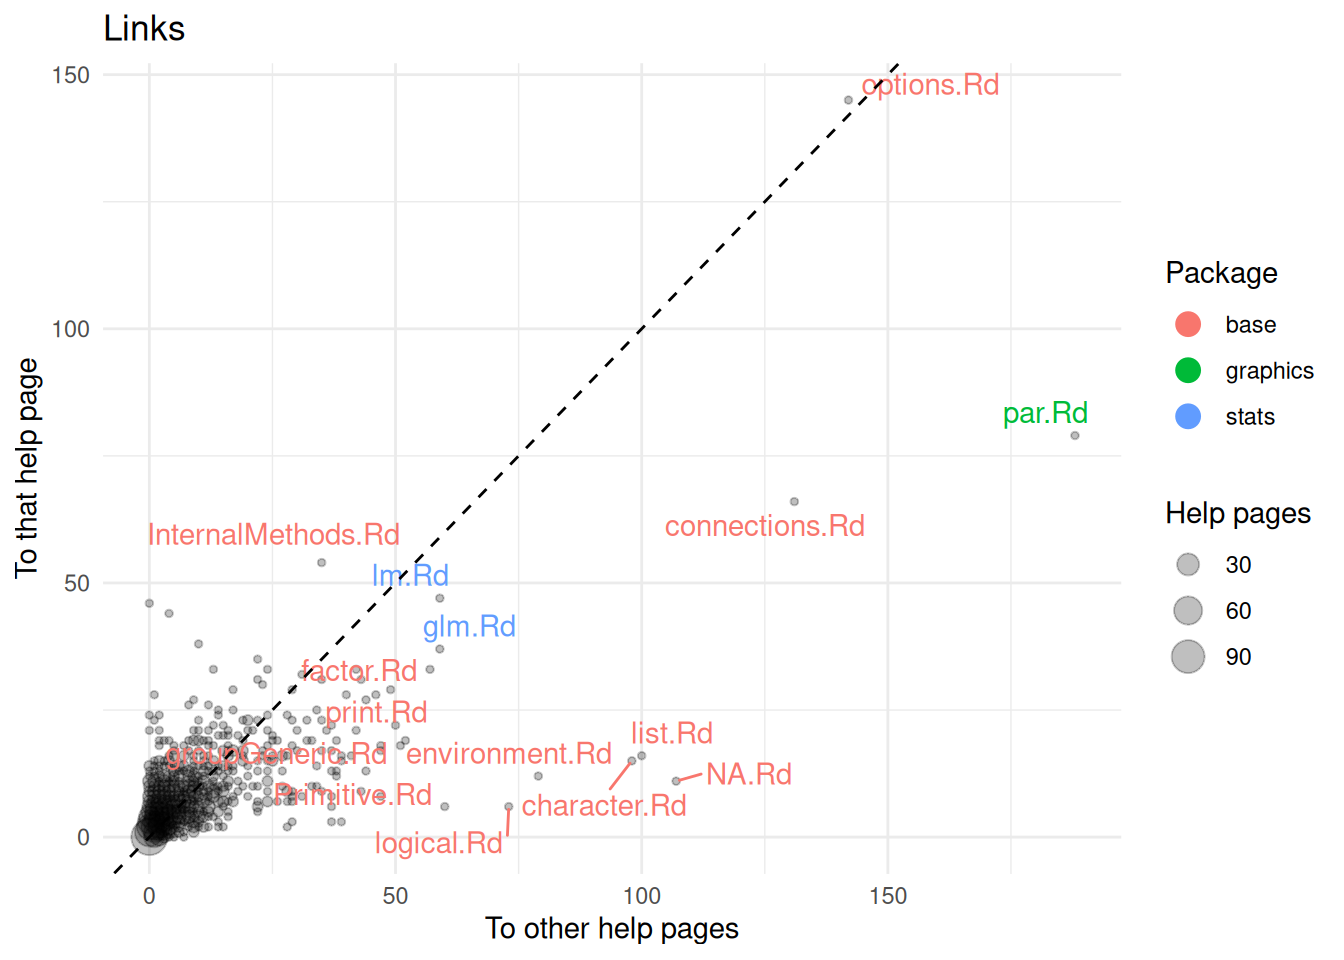 Links
150
100
50
0
0
50
100
150
To that help page
To other help pages
options.Rd
par.Rd
connections.Rd
InternalMethods.Rd
lm.Rd
glm.Rd
factor.Rd
print.Rd
list.Rd
groupGeneric.Rd
environment.Rd
NA.Rd
Primitive.Rd
character.Rd
logical.Rd
Package
base
graphics
stats
Help pages
30
60
90